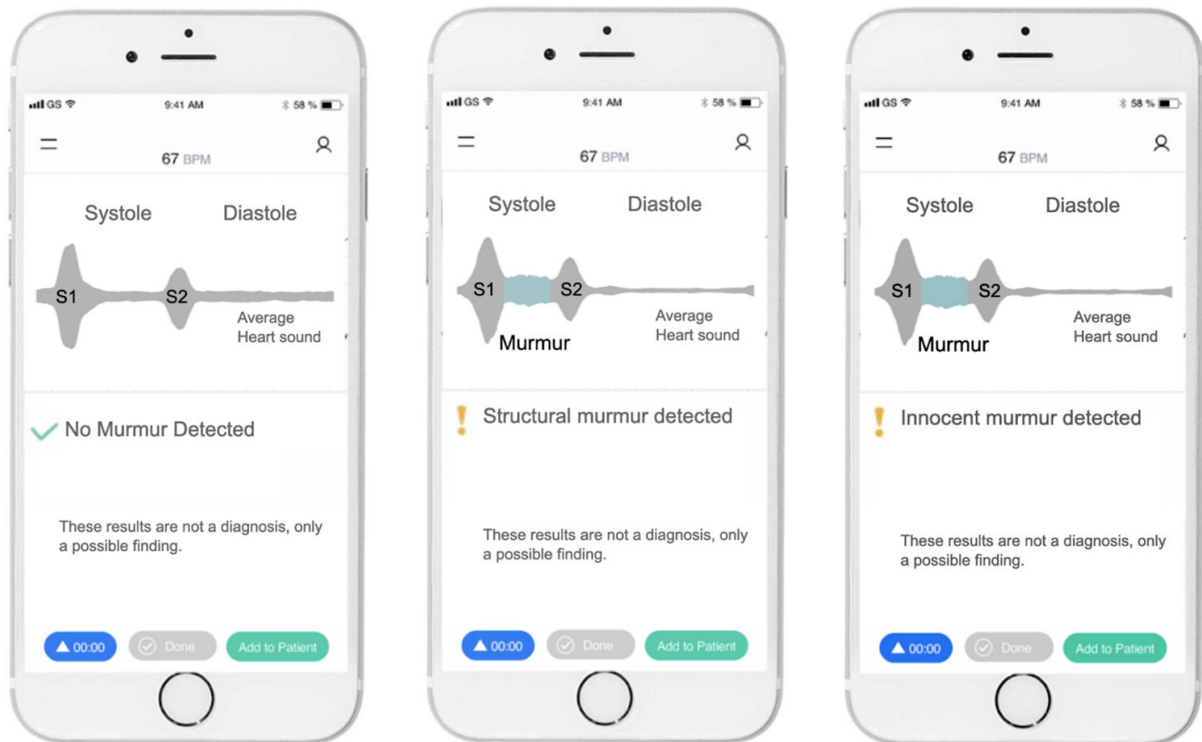 GS 9:41 AM 58 %
67 BPM
Systole Diastole
S1 S2
Average
Heart sound
No Murmur Detected
These results are not a diagnosis, only
a possible finding.
00:00 Done Add to Patient
GS 9:41 AM 58 %
67 BPM
Systole Diastole
S1 S2
Average
Heart sound
Murmur
! Structural murmur detected
These results are not a diagnosis, only
a possible finding.
00:00 Done Add to Patient
GS 9:41 AM 58 %
67 BPM
Systole Diastole
S1 S2
Average
Heart sound
Murmur
! Innocent murmur detected
These results are not a diagnosis, only
a possible finding.
00:00 Done Add to Patient